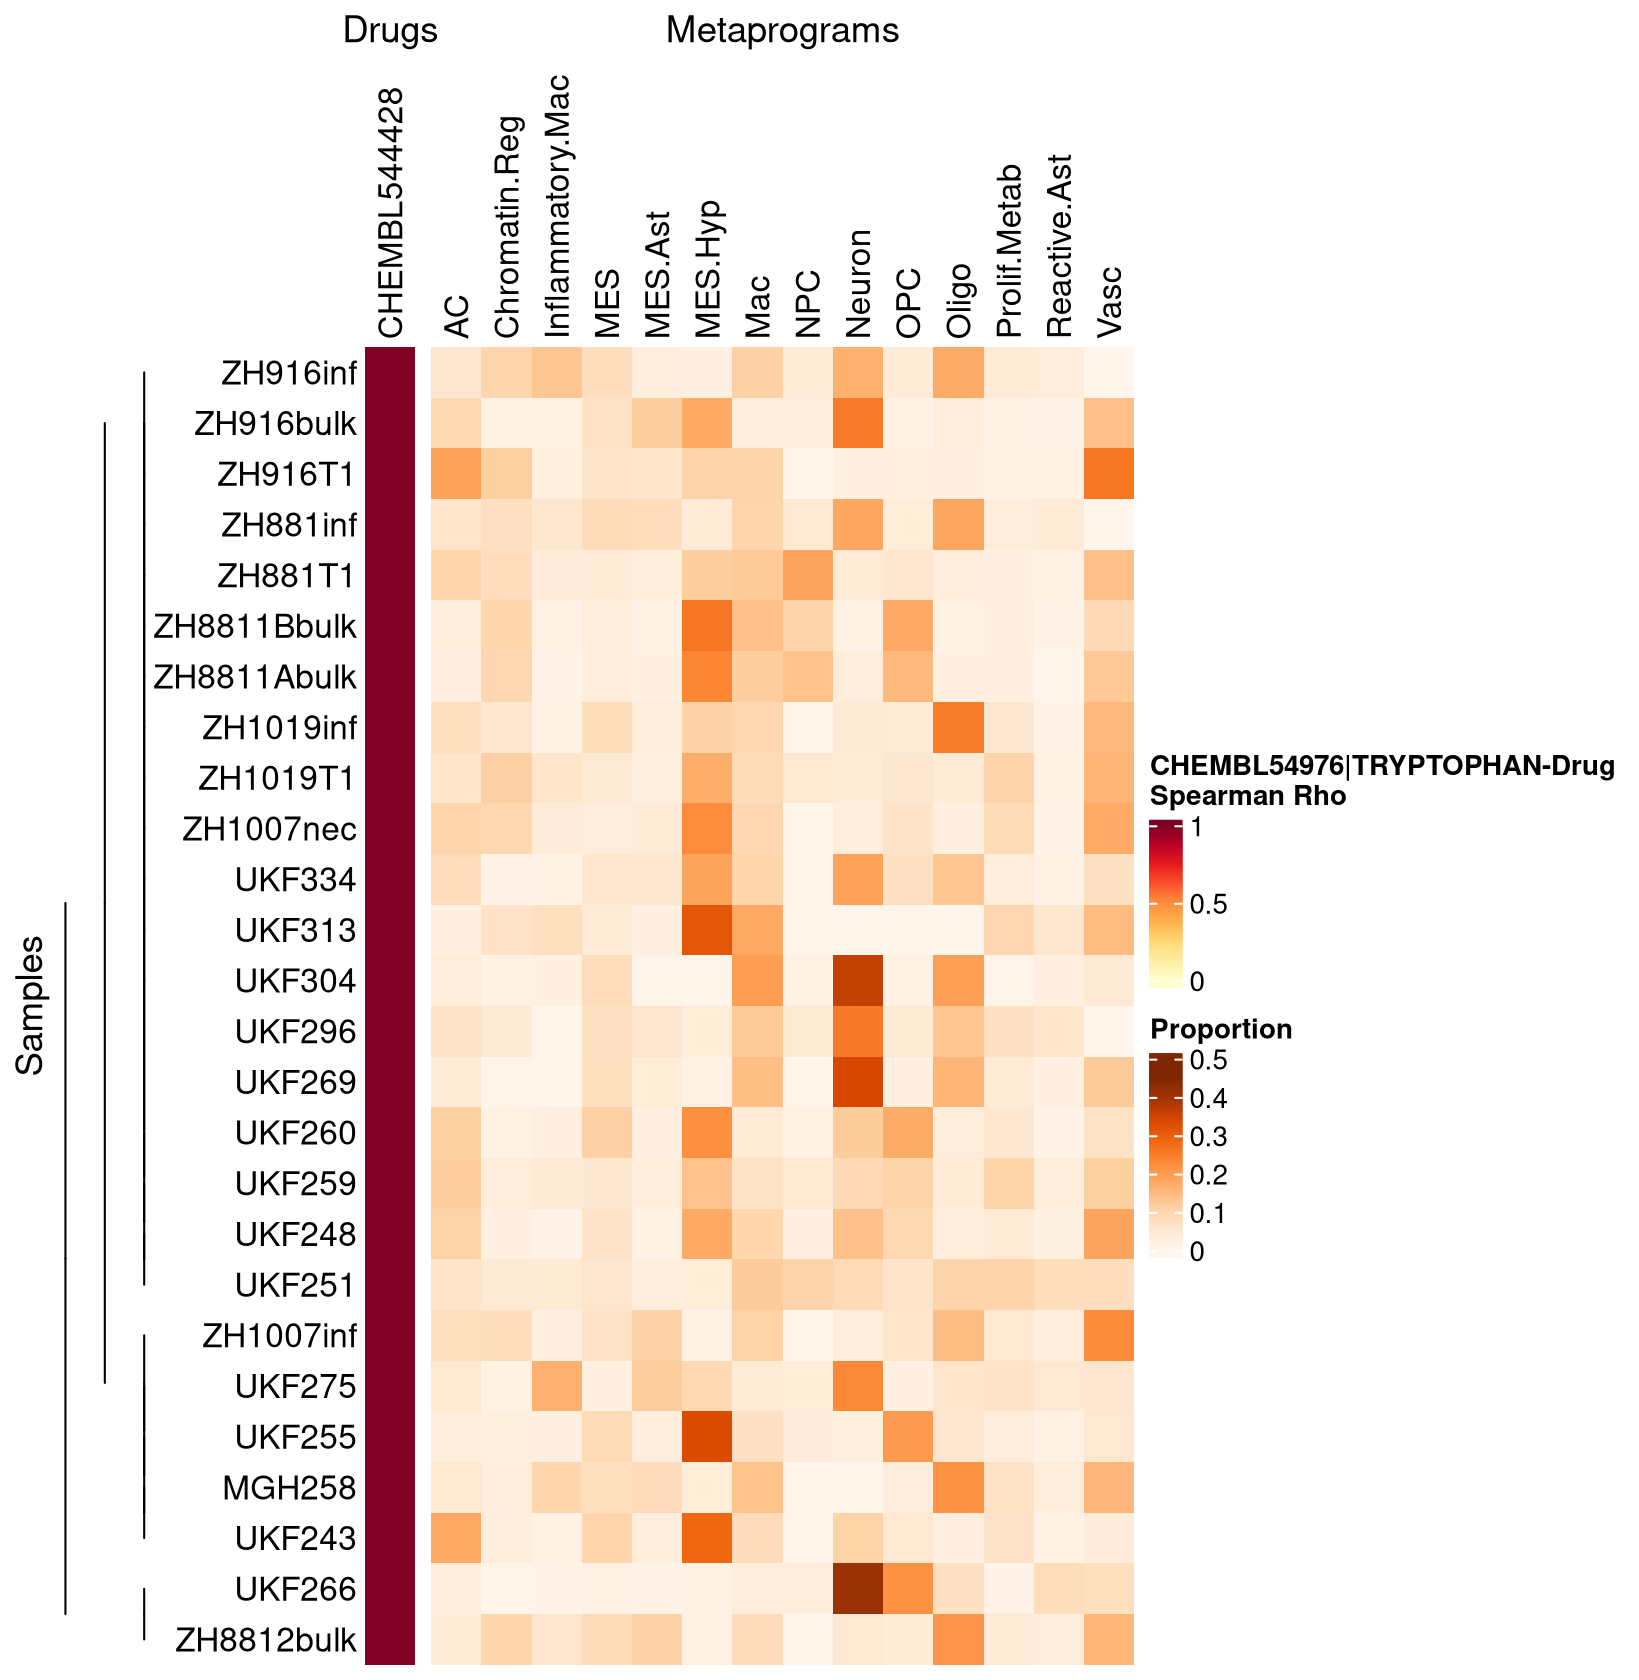 Drugs
Metaprograms
CHEMBL544428
AC
Chromatin.Reg
Inflammatory.Mac
MES
MES.Ast
MES.Hyp
Mac
NPC
Neuron
OPC
Oligo
Prolif.Metab
Reactive.Ast
Vasc
Samples
ZH916inf
ZH916bulk
ZH916T1
ZH881inf
ZH881T1
ZH8811Bbulk
ZH8811Abulk
ZH1019inf
ZH1019T1
ZH1007nec
UKF334
UKF313
UKF304
UKF296
UKF269
UKF260
UKF259
UKF248
UKF251
ZH1007inf
UKF275
UKF255
MGH258
UKF243
UKF266
ZH8812bulk
CHEMBL54976|TRYPTOPHAN-Drug
Spearman Rho
1
0.5
0
Proportion
0.5
0.4
0.3
0.2
0.1
0